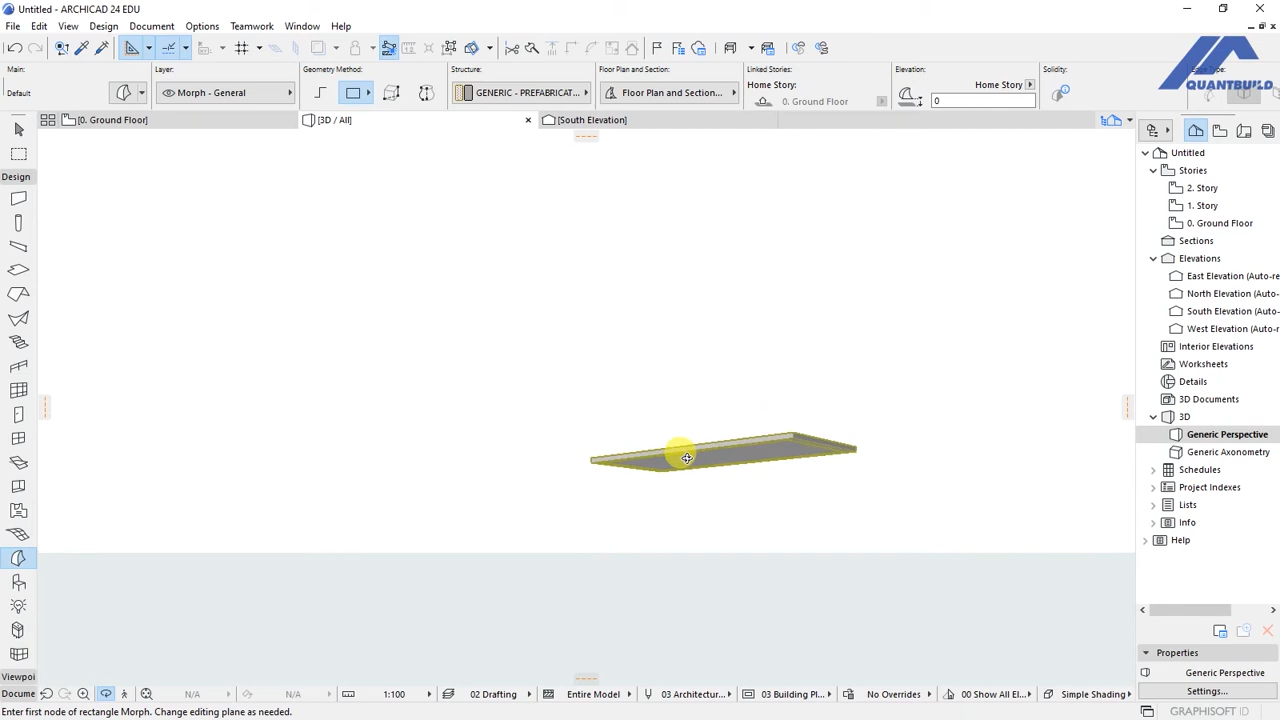 Untitled - ARCHICAD 24 EDU
File Edit View Design Document Options Teamwork Window Help
Main: Layer: Geometry Method: Structure: Floor Plan and Section: Linked Stories: Elevation: Solidity:
Default Morph - General GENERIC Floor Plan and Section... Home Story: 0. Ground Floor Home Story 0
QUANTBUILD
[0. Ground Floor] [3D / All] [South Elevation]
Design
Untitled
Stories
2. Story
1. Story
0. Ground Floor
Sections
Elevations
East Elevation (Auto-re
North Elevation (Auto-
South Elevation (Auto-
West Elevation (Auto-r
Interior Elevations
Worksheets
Details
3D Documents
3D
Generic Perspective
Generic Axonometry
Schedules
Project Indexes
Lists
Info
Help
Properties
Generic Perspective
Settings...
Viewpoi
Docume N/A N/A 1:100 02 Drafting Entire Model 03 Architectur... 03 Building Pl... No Overrides 00 Show All El... Simple Shading
Enter first node of rectangle Morph. Change editing plane as needed.
GRAPHISOFT ID